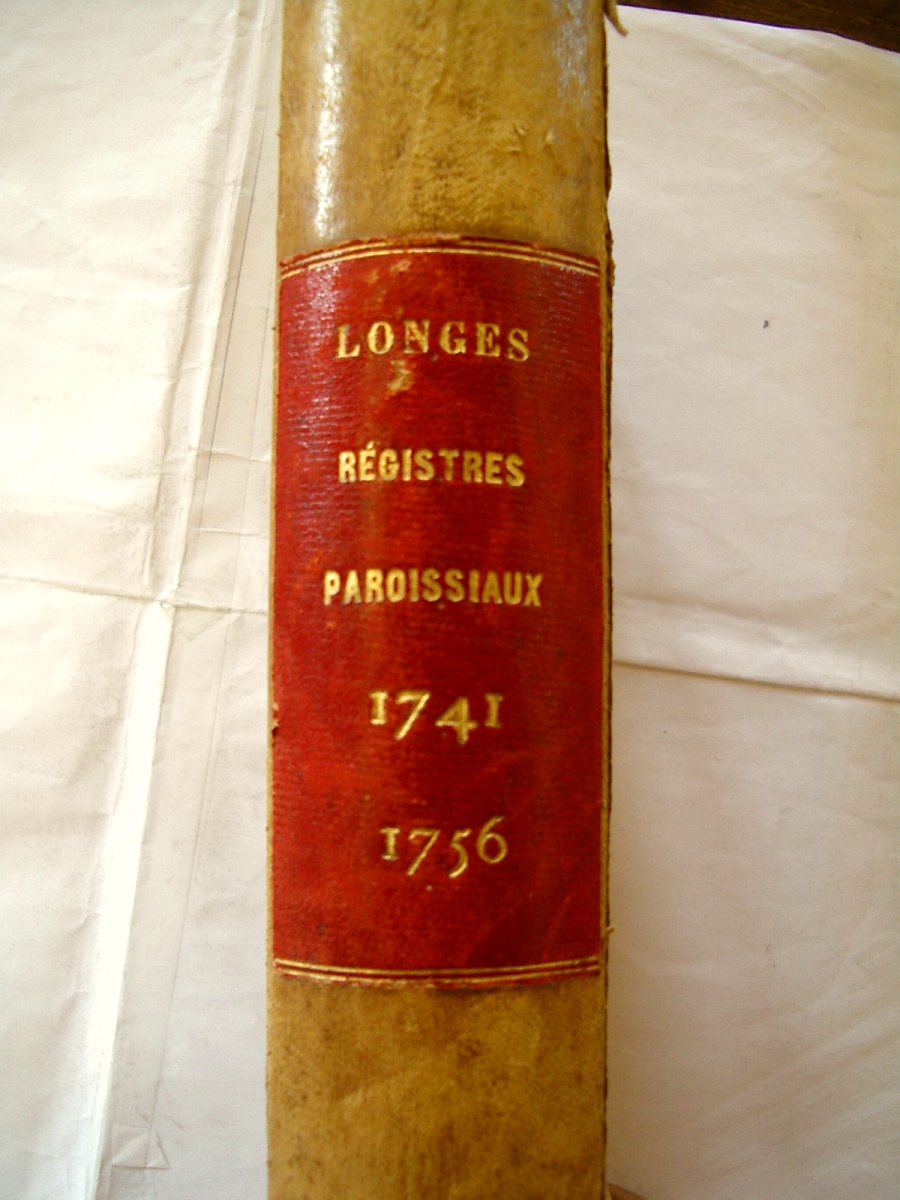 LONGES
RÉGISTRES
PAROISSIAUX
1741
1756